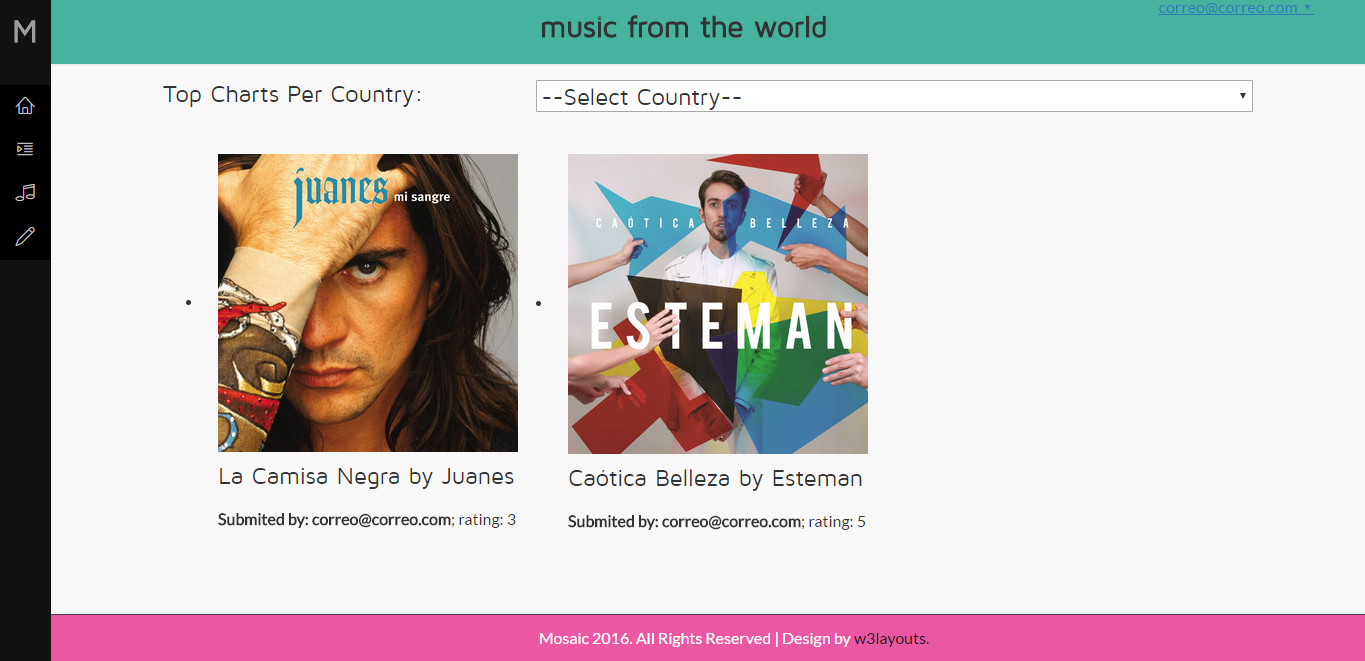 M
music from the world
correo@correo.com
Top Charts Per Country:
--Select Country--
juanes mi sangre
CAÓTICA BELLEZA
ESTEMAN
La Camisa Negra by Juanes
Submited by: correo@correo.com; rating: 3
Caótica Belleza by Esteman
Submited by: correo@correo.com; rating: 5
Mosaic 2016. All Rights Reserved | Design by w3layouts.